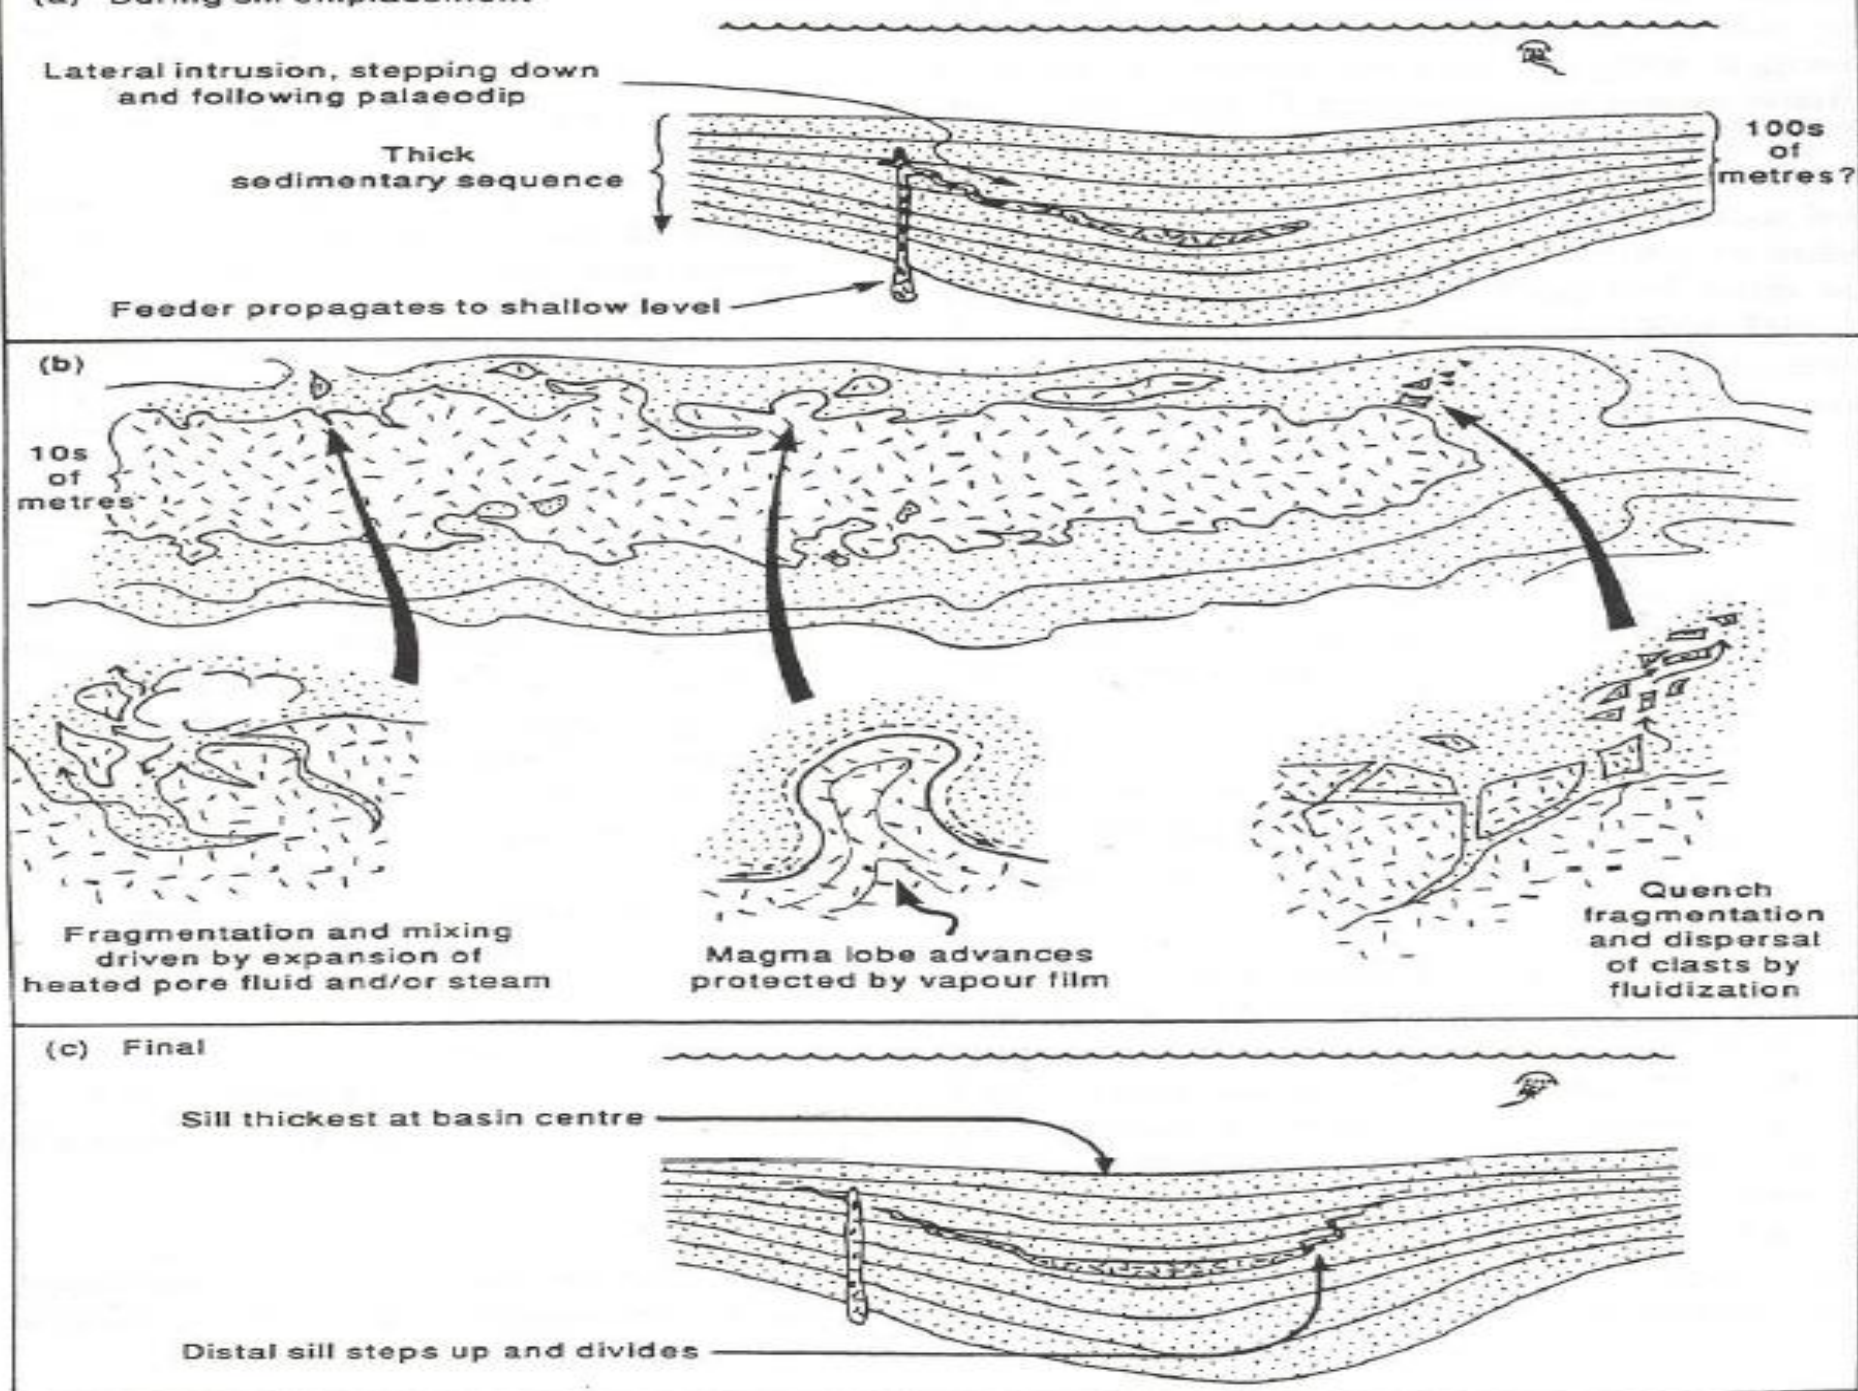 (a) During sill emplacement
Lateral intrusion, stepping down
and following palaeodip
Thick
sedimentary sequence
100s
of
metres?
Feeder propagates to shallow level
(b)
10s
of
metres
Fragmentation and mixing
driven by expansion of
heated pore fluid and/or steam
Magma lobe advances
protected by vapour film
Quench
fragmentation
and dispersal
of clasts by
fluidization
(c) Final
Sill thickest at basin centre
Distal sill steps up and divides